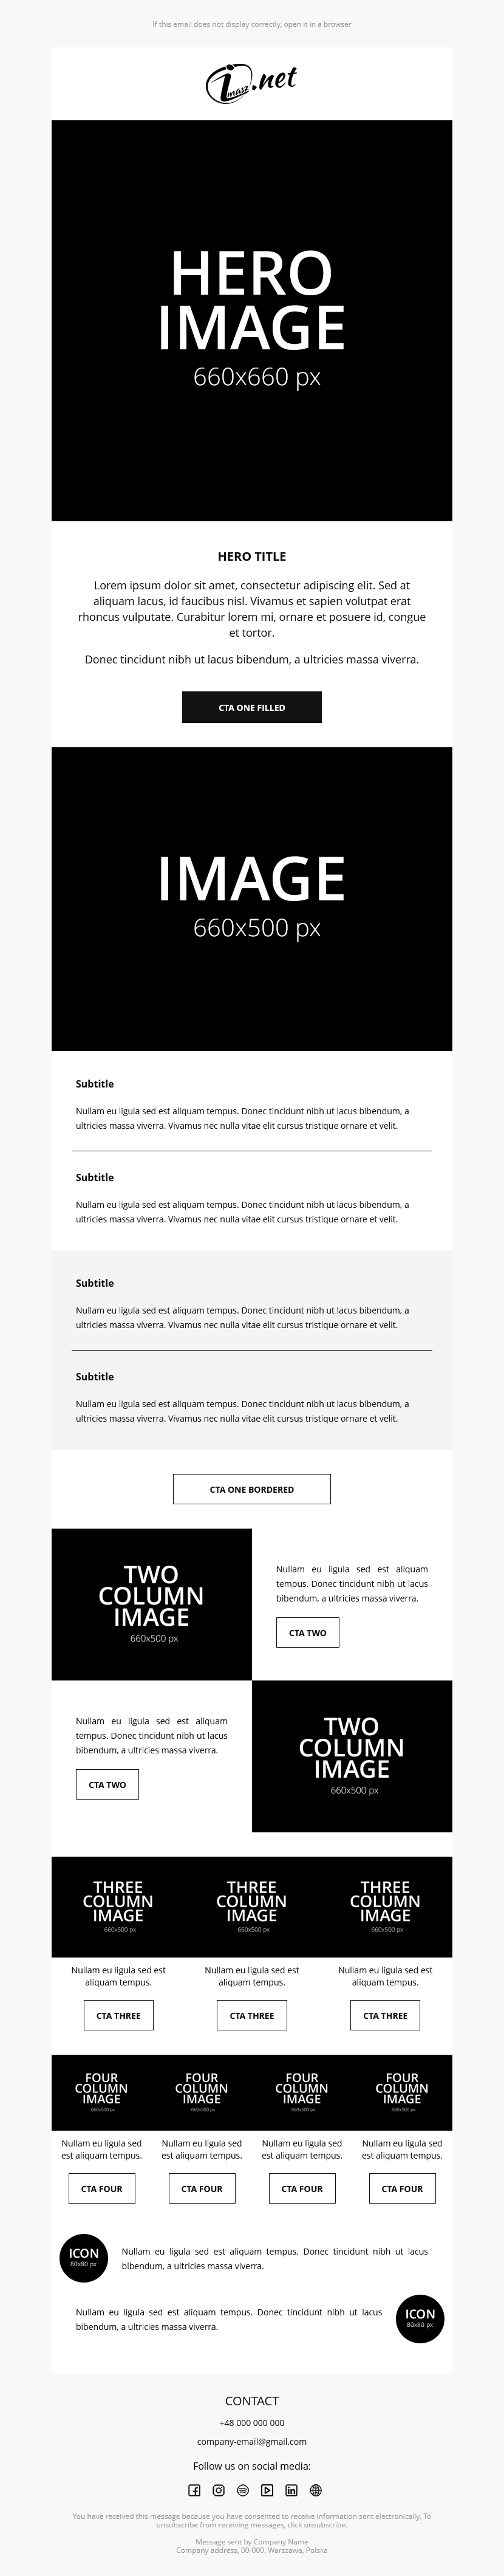 If this email does not display correctly, open it in a browser
imasz.net
HERO
IMAGE
660x660 px
HERO TITLE
Lorem ipsum dolor sit amet, consectetur adipiscing elit. Sed at
aliquam lacus, id faucibus nisl. Vivamus et sapien volutpat erat
rhoncus vulputate. Curabitur lorem mi, ornare et posuere id, congue
et tortor.
Donec tincidunt nibh ut lacus bibendum, a ultricies massa viverra.
CTA ONE FILLED
IMAGE
660x500 px
Subtitle
Nullam eu ligula sed est aliquam tempus. Donec tincidunt nibh ut lacus bibendum, a
ultricies massa viverra. Vivamus nec nulla vitae elit cursus tristique ornare et velit.
Subtitle
Nullam eu ligula sed est aliquam tempus. Donec tincidunt nibh ut lacus bibendum, a
ultricies massa viverra. Vivamus nec nulla vitae elit cursus tristique ornare et velit.
Subtitle
Nullam eu ligula sed est aliquam tempus. Donec tincidunt nibh ut lacus bibendum, a
ultricies massa viverra. Vivamus nec nulla vitae elit cursus tristique ornare et velit.
Subtitle
Nullam eu ligula sed est aliquam tempus. Donec tincidunt nibh ut lacus bibendum, a
ultricies massa viverra. Vivamus nec nulla vitae elit cursus tristique ornare et velit.
CTA ONE BORDERED
TWO
COLUMN
IMAGE
660x500 px
Nullam eu ligula sed est aliquam
tempus. Donec tincidunt nibh ut lacus
bibendum, a ultricies massa viverra.
CTA TWO
Nullam eu ligula sed est aliquam
tempus. Donec tincidunt nibh ut lacus
bibendum, a ultricies massa viverra.
CTA TWO
TWO
COLUMN
IMAGE
660x500 px
THREE
COLUMN
IMAGE
660x500 px
Nullam eu ligula sed est
aliquam tempus.
CTA THREE
THREE
COLUMN
IMAGE
660x500 px
Nullam eu ligula sed est
aliquam tempus.
CTA THREE
THREE
COLUMN
IMAGE
660x500 px
Nullam eu ligula sed est
aliquam tempus.
CTA THREE
FOUR
COLUMN
IMAGE
660x500 px
Nullam eu ligula sed
est aliquam tempus.
CTA FOUR
FOUR
COLUMN
IMAGE
660x500 px
Nullam eu ligula sed
est aliquam tempus.
CTA FOUR
FOUR
COLUMN
IMAGE
660x500 px
Nullam eu ligula sed
est aliquam tempus.
CTA FOUR
FOUR
COLUMN
IMAGE
660x500 px
Nullam eu ligula sed
est aliquam tempus.
CTA FOUR
ICON
80x80 px
Nullam eu ligula sed est aliquam tempus. Donec tincidunt nibh ut lacus
bibendum, a ultricies massa viverra.
Nullam eu ligula sed est aliquam tempus. Donec tincidunt nibh ut lacus
bibendum, a ultricies massa viverra.
ICON
80x80 px
CONTACT
+48 000 000 000
company-email@gmail.com
Follow us on social media:
You have received this message because you have consented to receive information sent electronically. To
unsubscribe from receiving messages, click unsubscribe.
Message sent by Company Name
Company address, 00-000, Warszawa, Polska